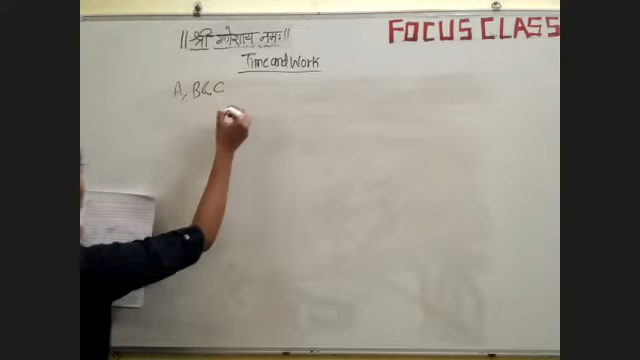 ॥ श्री गणेशाय नमः ॥
FOCUS CLASS
Time and Work
A, B & C